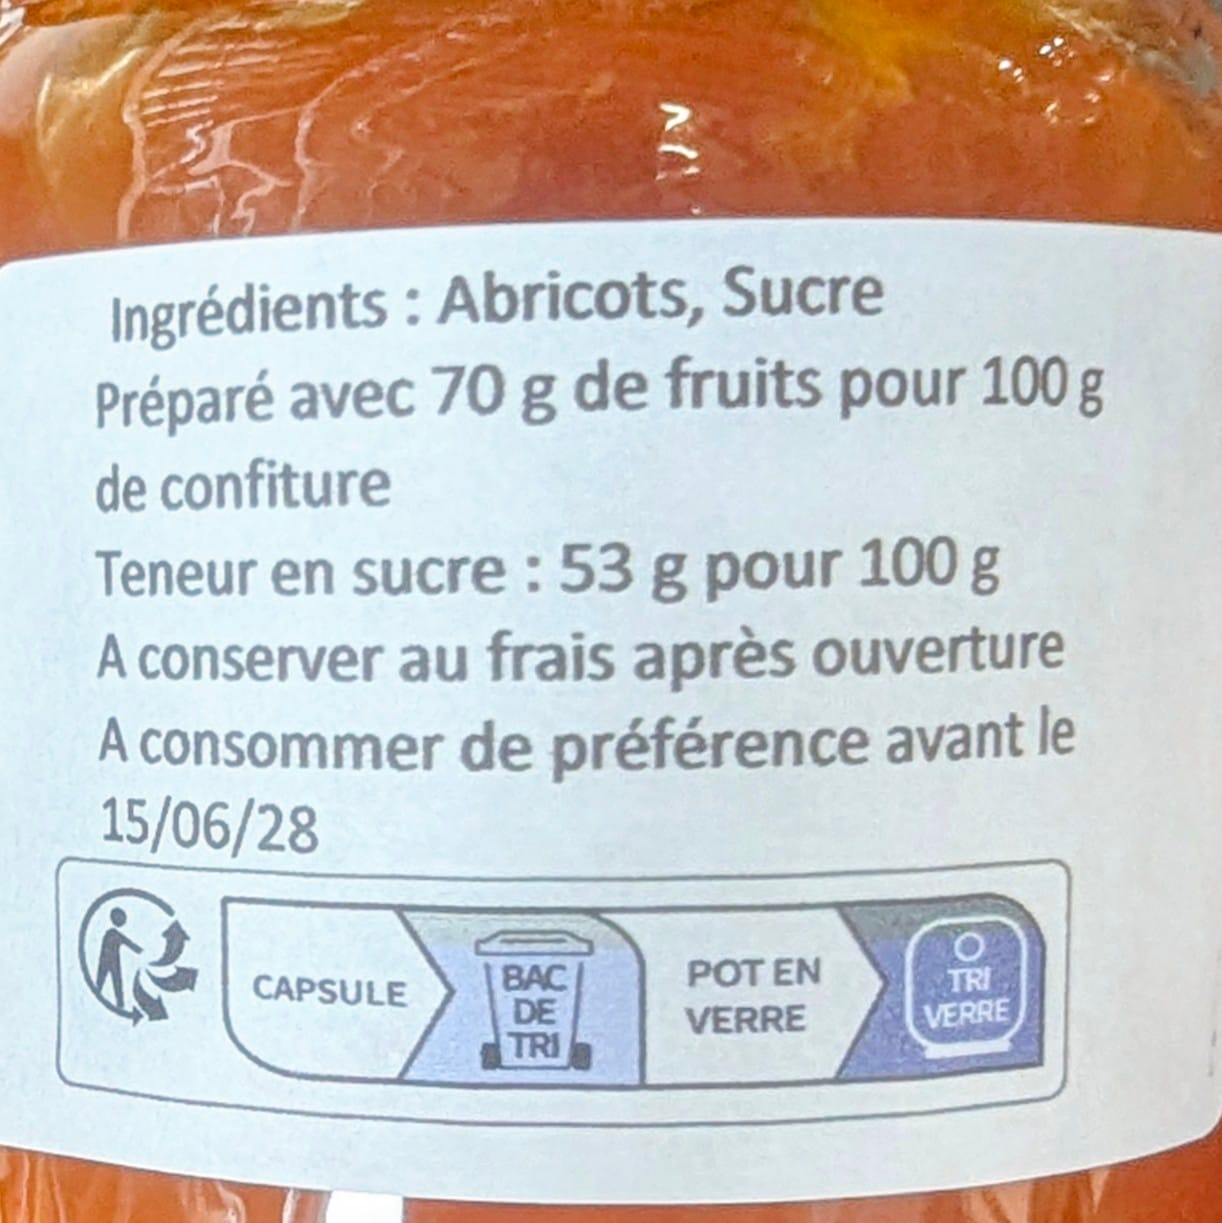 Ingrédients : Abricots, Sucre
Préparé avec 70 g de fruits pour 100 g
de confiture
Teneur en sucre : 53 g pour 100 g
A conserver au frais après ouverture
A consommer de préférence avant le
15/06/28
CAPSULE
BAC
DE
TRI
POT EN
VERRE
TRI
VERRE